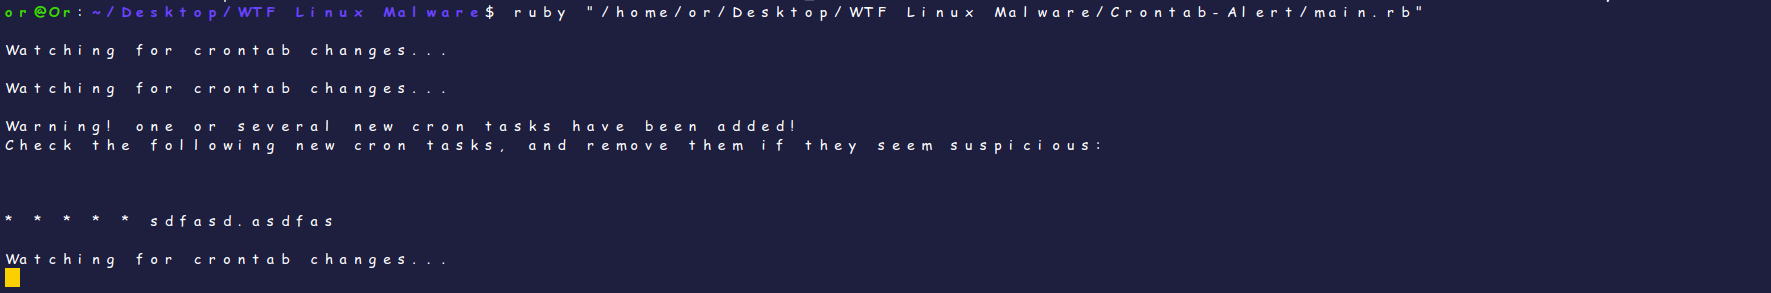 or@Or:~/Desktop/WTF Linux Malware$ ruby "/home/or/Desktop/WTF Linux Malware/Crontab-Alert/main.rb"
Watching for crontab changes...
Watching for crontab changes...
Warning! one or several new cron tasks have been added!
Check the following new cron tasks, and remove them if they seem suspicious:
* * * * * sdfasd.asdfas
Watching for crontab changes...